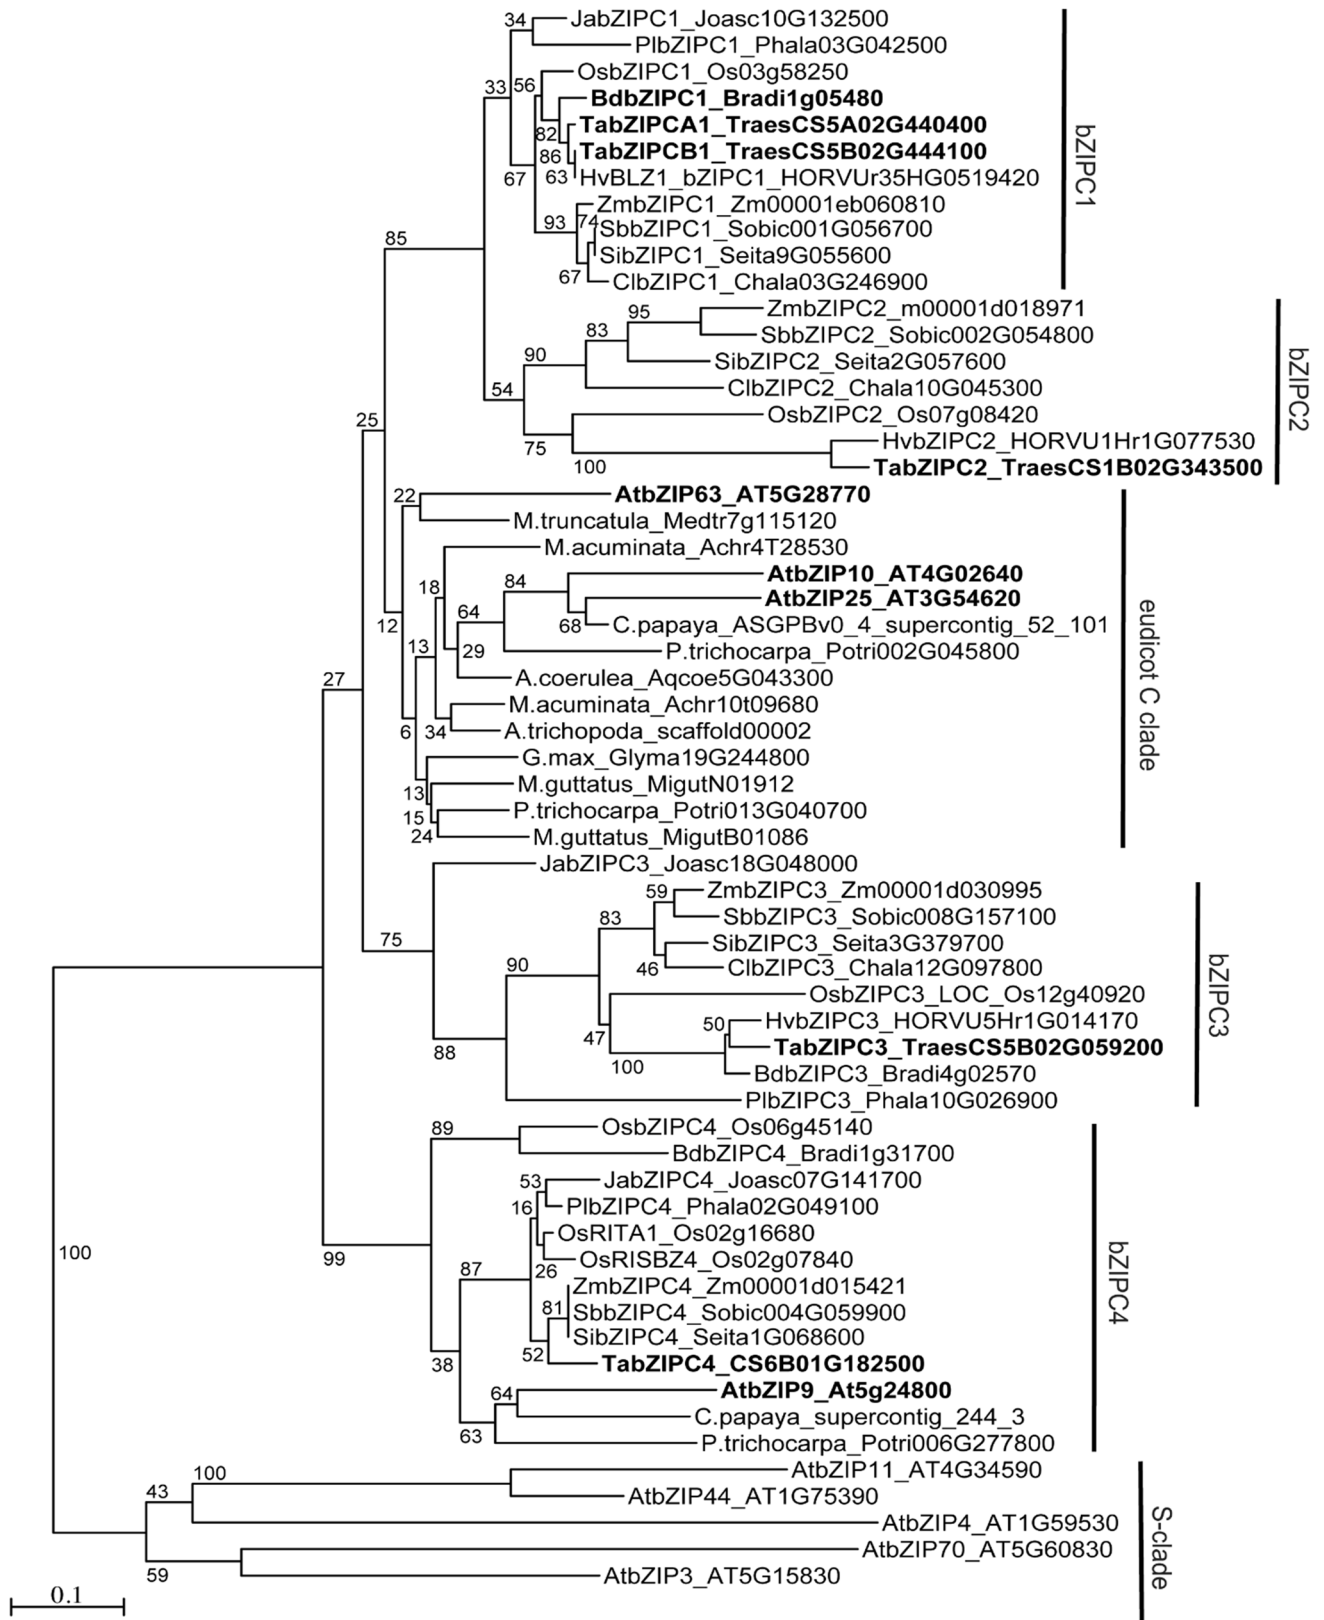 34
JabZIPC1_Joasc10G132500
PlbZIPC1_Phala03G042500
OsbZIPC1_Os03g58250
33
56
BdbZIPC1_Bradi1g05480
TabZIPCA1_TraesCS5A02G440400
82
TabZIPCB1_TraesCS5B02G444100
86
HvBLZ1_bZIPC1_HORVUr35HG0519420
63
67
bZIPC1
ZmbZIPC1_Zm00001eb060810
93
74
SbbZIPC1_Sobic001G056700
85
SibZIPC1_Seita9G055600
67
ClbZIPC1_Chala03G246900
ZmbZIPC2_m00001d018971
95
SbbZIPC2_Sobic002G054800
83
SibZIPC2_Seita2G057600
90
ClbZIPC2_Chala10G045300
54
bZIPC2
OsbZIPC2_Os07g08420
25
HvbZIPC2_HORVU1Hr1G077530
75
TabZIPC2_TraesCS1B02G343500
100
22
AtbZIP63_AT5G28770
M.truncatula_Medtr7g115120
M.acuminata_Achr4T28530
AtbZIP10_AT4G02640
84
18
AtbZIP25_AT3G54620
64
68
C.papaya_ASGPBv0_4_supercontig_52_101
12
13
29
P.trichocarpa_Potri002G045800
27
A.coerulea_Aqcoe5G043300
eudicot C clade
M.acuminata_Achr10t09680
6
34
A.trichopoda_scaffold00002
G.max_Glyma19G244800
M.guttatus_MigutN01912
13
P.trichocarpa_Potri013G040700
15
M.guttatus_MigutB01086
24
JabZIPC3_Joasc18G048000
59
ZmbZIPC3_Zm00001d030995
83
SbbZIPC3_Sobic008G157100
75
SibZIPC3_Seita3G379700
90
46
ClbZIPC3_Chala12G097800
bZIPC3
OsbZIPC3_LOC_Os12g40920
50
HvbZIPC3_HORVU5Hr1G014170
47
TabZIPC3_TraesCS5B02G059200
88
100
BdbZIPC3_Bradi4g02570
PlbZIPC3_Phala10G026900
89
OsbZIPC4_Os06g45140
BdbZIPC4_Bradi1g31700
53
JabZIPC4_Joasc07G141700
16
PlbZIPC4_Phala02G049100
OsRITA1_Os02g16680
100
99
OsRISBZ4_Os02g07840
87
26
bZIPC4
ZmbZIPC4_Zm00001d015421
81
SbbZIPC4_Sobic004G059900
SibZIPC4_Seita1G068600
38
52
TabZIPC4_CS6B01G182500
64
AtbZIP9_At5g24800
C.papaya_supercontig_244_3
63
P.trichocarpa_Potri006G277800
100
AtbZIP11_AT4G34590
43
AtbZIP44_AT1G75390
AtbZIP4_AT1G59530
S-clade
AtbZIP70_AT5G60830
59
AtbZIP3_AT5G15830
0.1